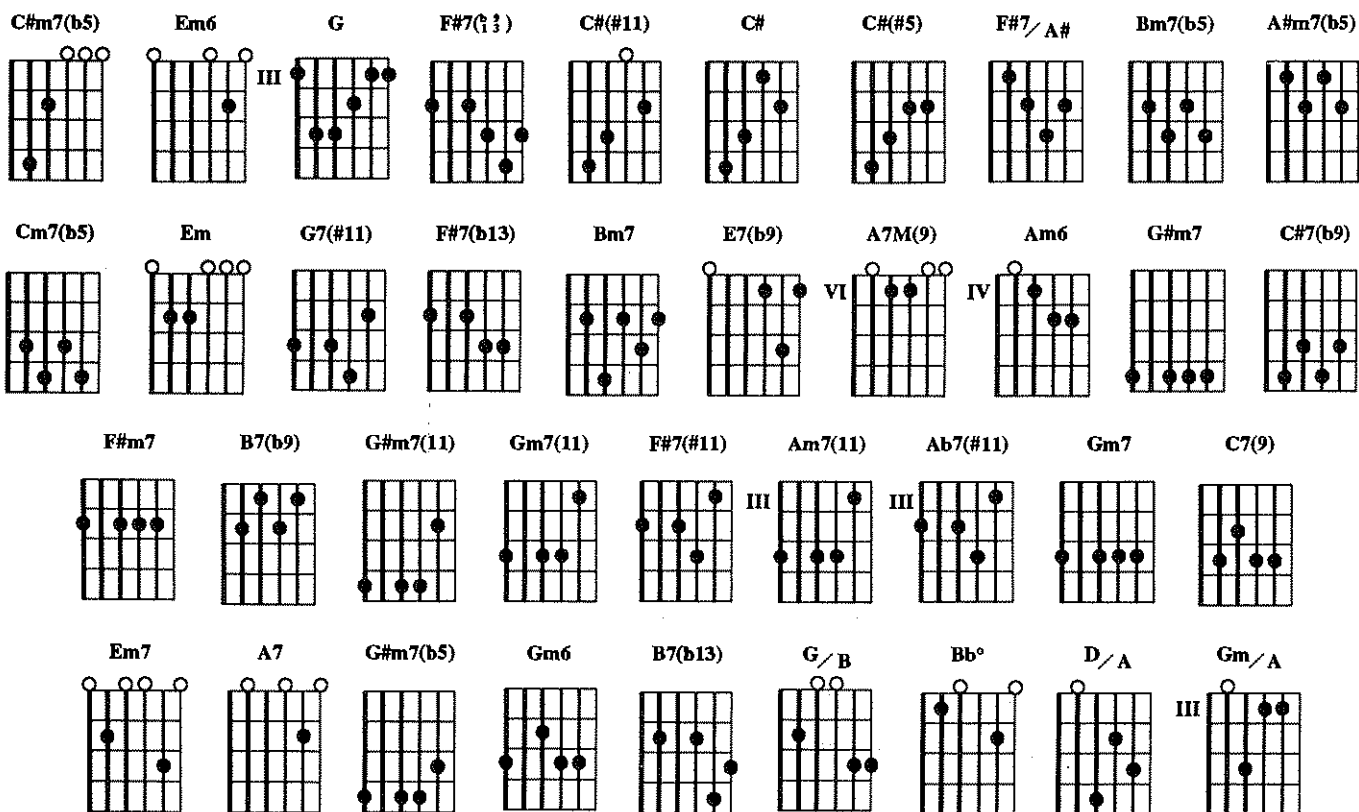 C#m7(b5) Em6 G F#7(b9 13) C#(#11) C# C#(#5) F#7/A# Bm7(b5) A#m7(b5)
III
Cm7(b5) Em G7(#11) F#7(b13) Bm7 E7(b9) A7M(9) Am6 G#m7 C#7(b9)
VI IV
F#m7 B7(b9) G#m7(11) Gm7(11) F#7(#11) Am7(11) Ab7(#11) Gm7 C7(9)
III III
Em7 A7 G#m7(b5) Gm6 B7(b13) G/B Bb° D/A Gm/A
III